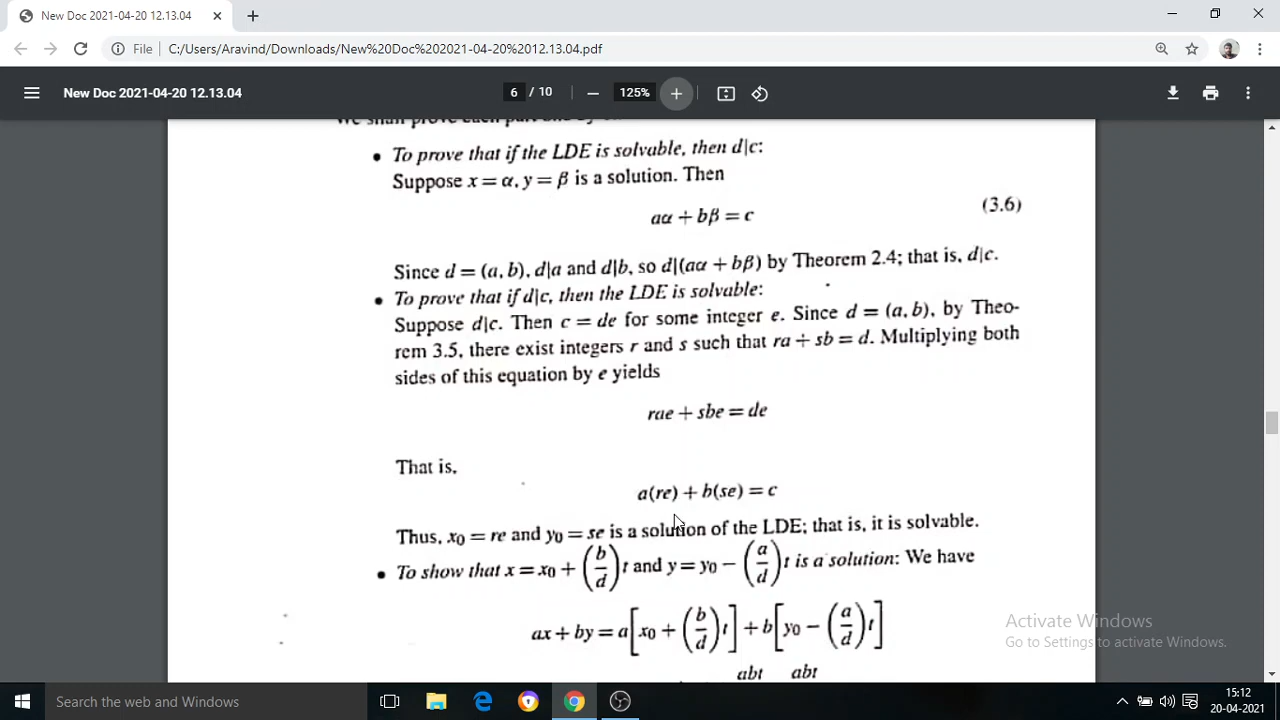 New Doc 2021-04-20 12.13.04
File C:/Users/Aravind/Downloads/New%20Doc%202021-04-20%2012.13.04.pdf
New Doc 2021-04-20 12.13.04 6 / 10 125%
We shall prove each part
• To prove that if the LDE is solvable, then d|c:
Suppose x = α, y = β is a solution. Then
aα + bβ = c (3.6)
Since d = (a, b), d|a and d|b, so d|(aα + bβ) by Theorem 2.4; that is, d|c.
• To prove that if d|c, then the LDE is solvable:
Suppose d|c. Then c = de for some integer e. Since d = (a, b), by Theo-
rem 3.5, there exist integers r and s such that ra + sb = d. Multiplying both
sides of this equation by e yields
rae + sbe = de
That is,
a(re) + b(se) = c
Thus, x₀ = re and y₀ = se is a solution of the LDE; that is, it is solvable.
• To show that x = x₀ + (b/d)t and y = y₀ − (a/d)t is a solution: We have
ax + by = a[x₀ + (b/d)t] + b[y₀ − (a/d)t]
abt abt
Activate Windows
Go to Settings to activate Windows.
Search the web and Windows
15:12
20-04-2021